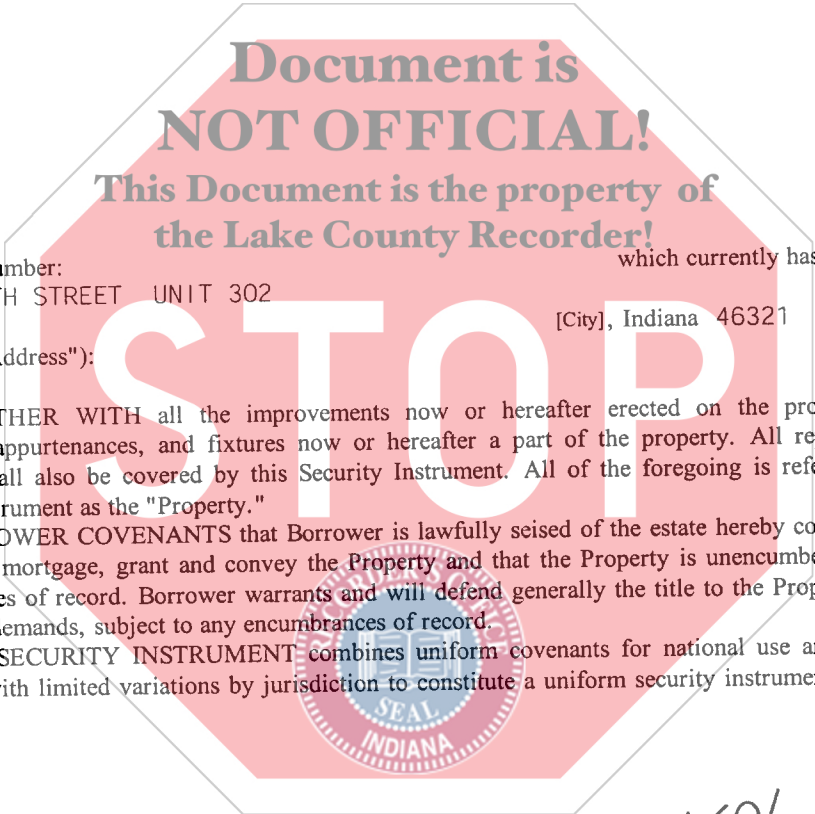 Document is
NOT OFFICIAL!
This Document is the property of
the Lake County Recorder!
umber: which currently has
TH STREET UNIT 302
[City], Indiana 46321
ddress"):
STOP
THER WITH all the improvements now or hereafter erected on the pro
appurtenances, and fixtures now or hereafter a part of the property. All re
all also be covered by this Security Instrument. All of the foregoing is refe
rument as the "Property."
OWER COVENANTS that Borrower is lawfully seised of the estate hereby co
mortgage, grant and convey the Property and that the Property is unencumbe
es of record. Borrower warrants and will defend generally the title to the Prop
emands, subject to any encumbrances of record.
SECURITY INSTRUMENT combines uniform covenants for national use an
ith limited variations by jurisdiction to constitute a uniform security instrumen
RECORDER'S OFFICE
SEAL
INDIANA